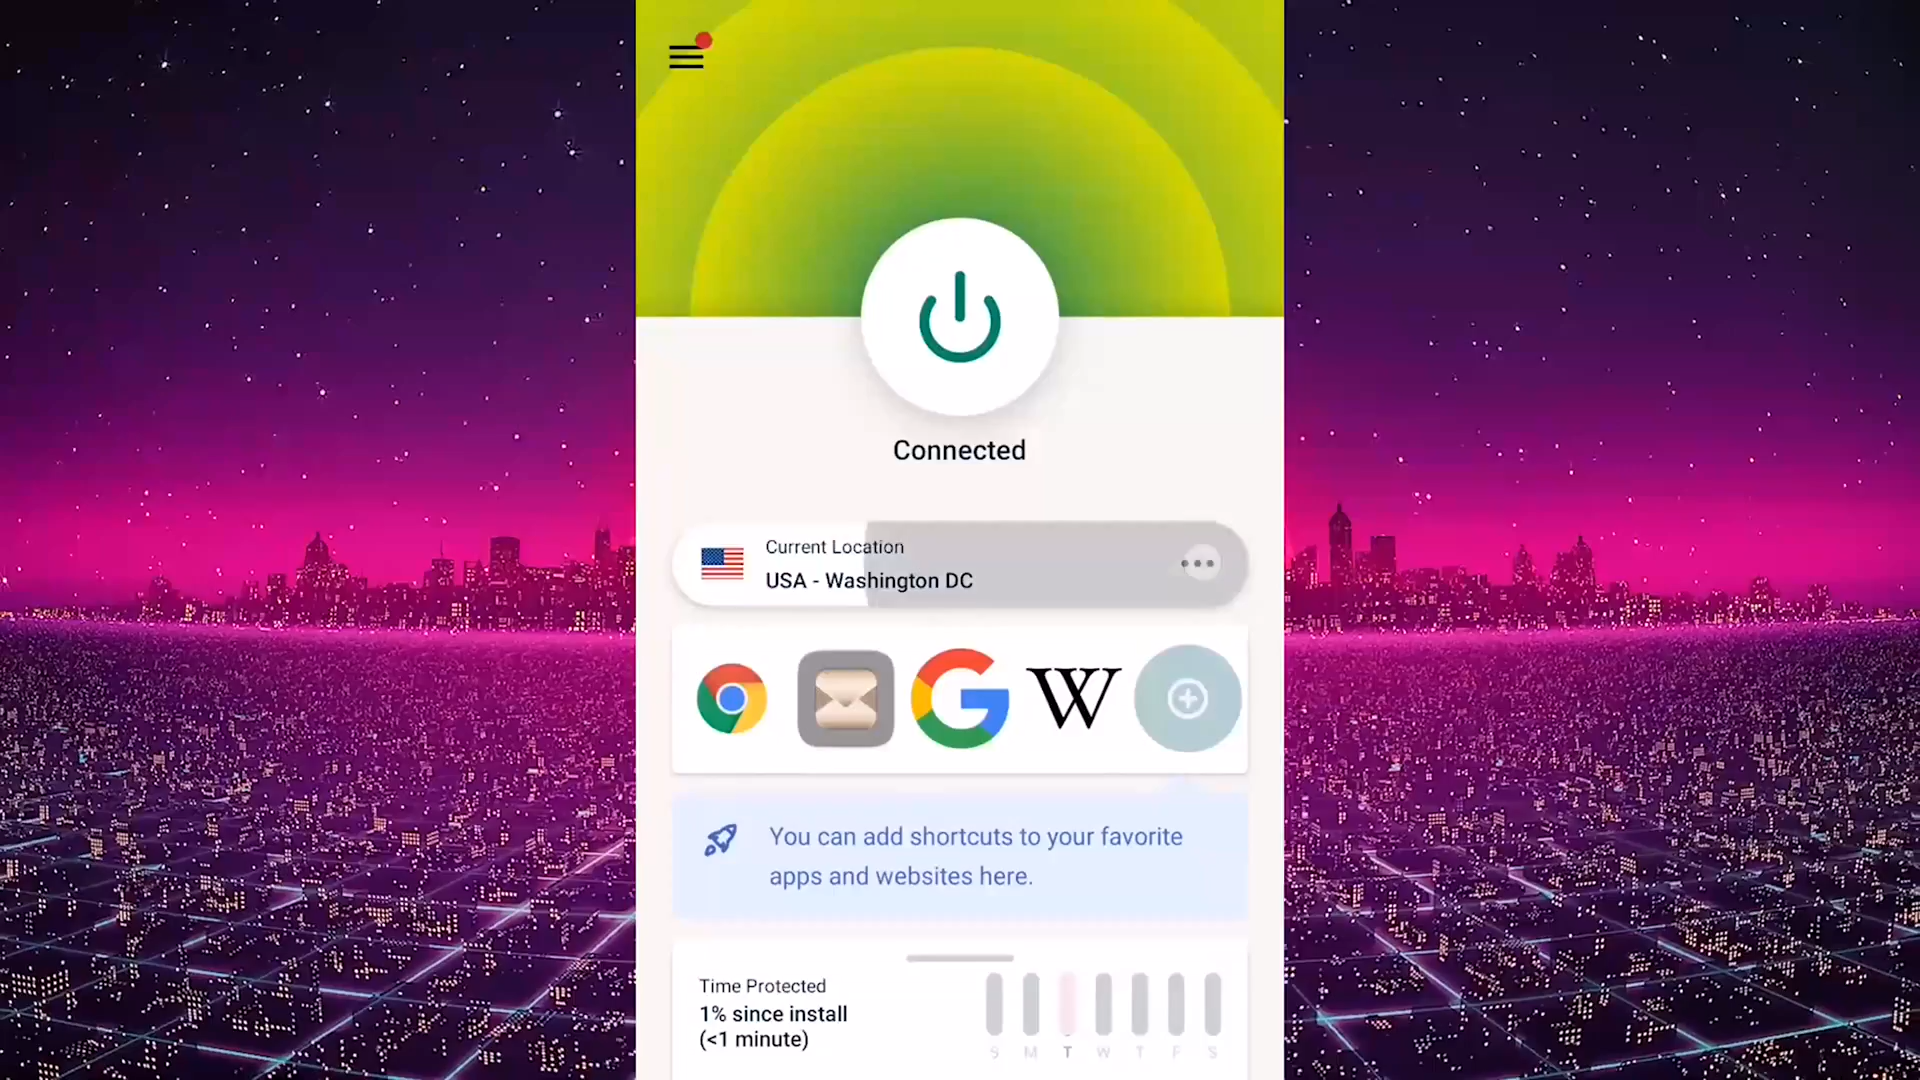 Connected
Current Location
USA - Washington DC
W
You can add shortcuts to your favorite
apps and websites here.
Time Protected
1% since install
(<1 minute)
S M T W T F S